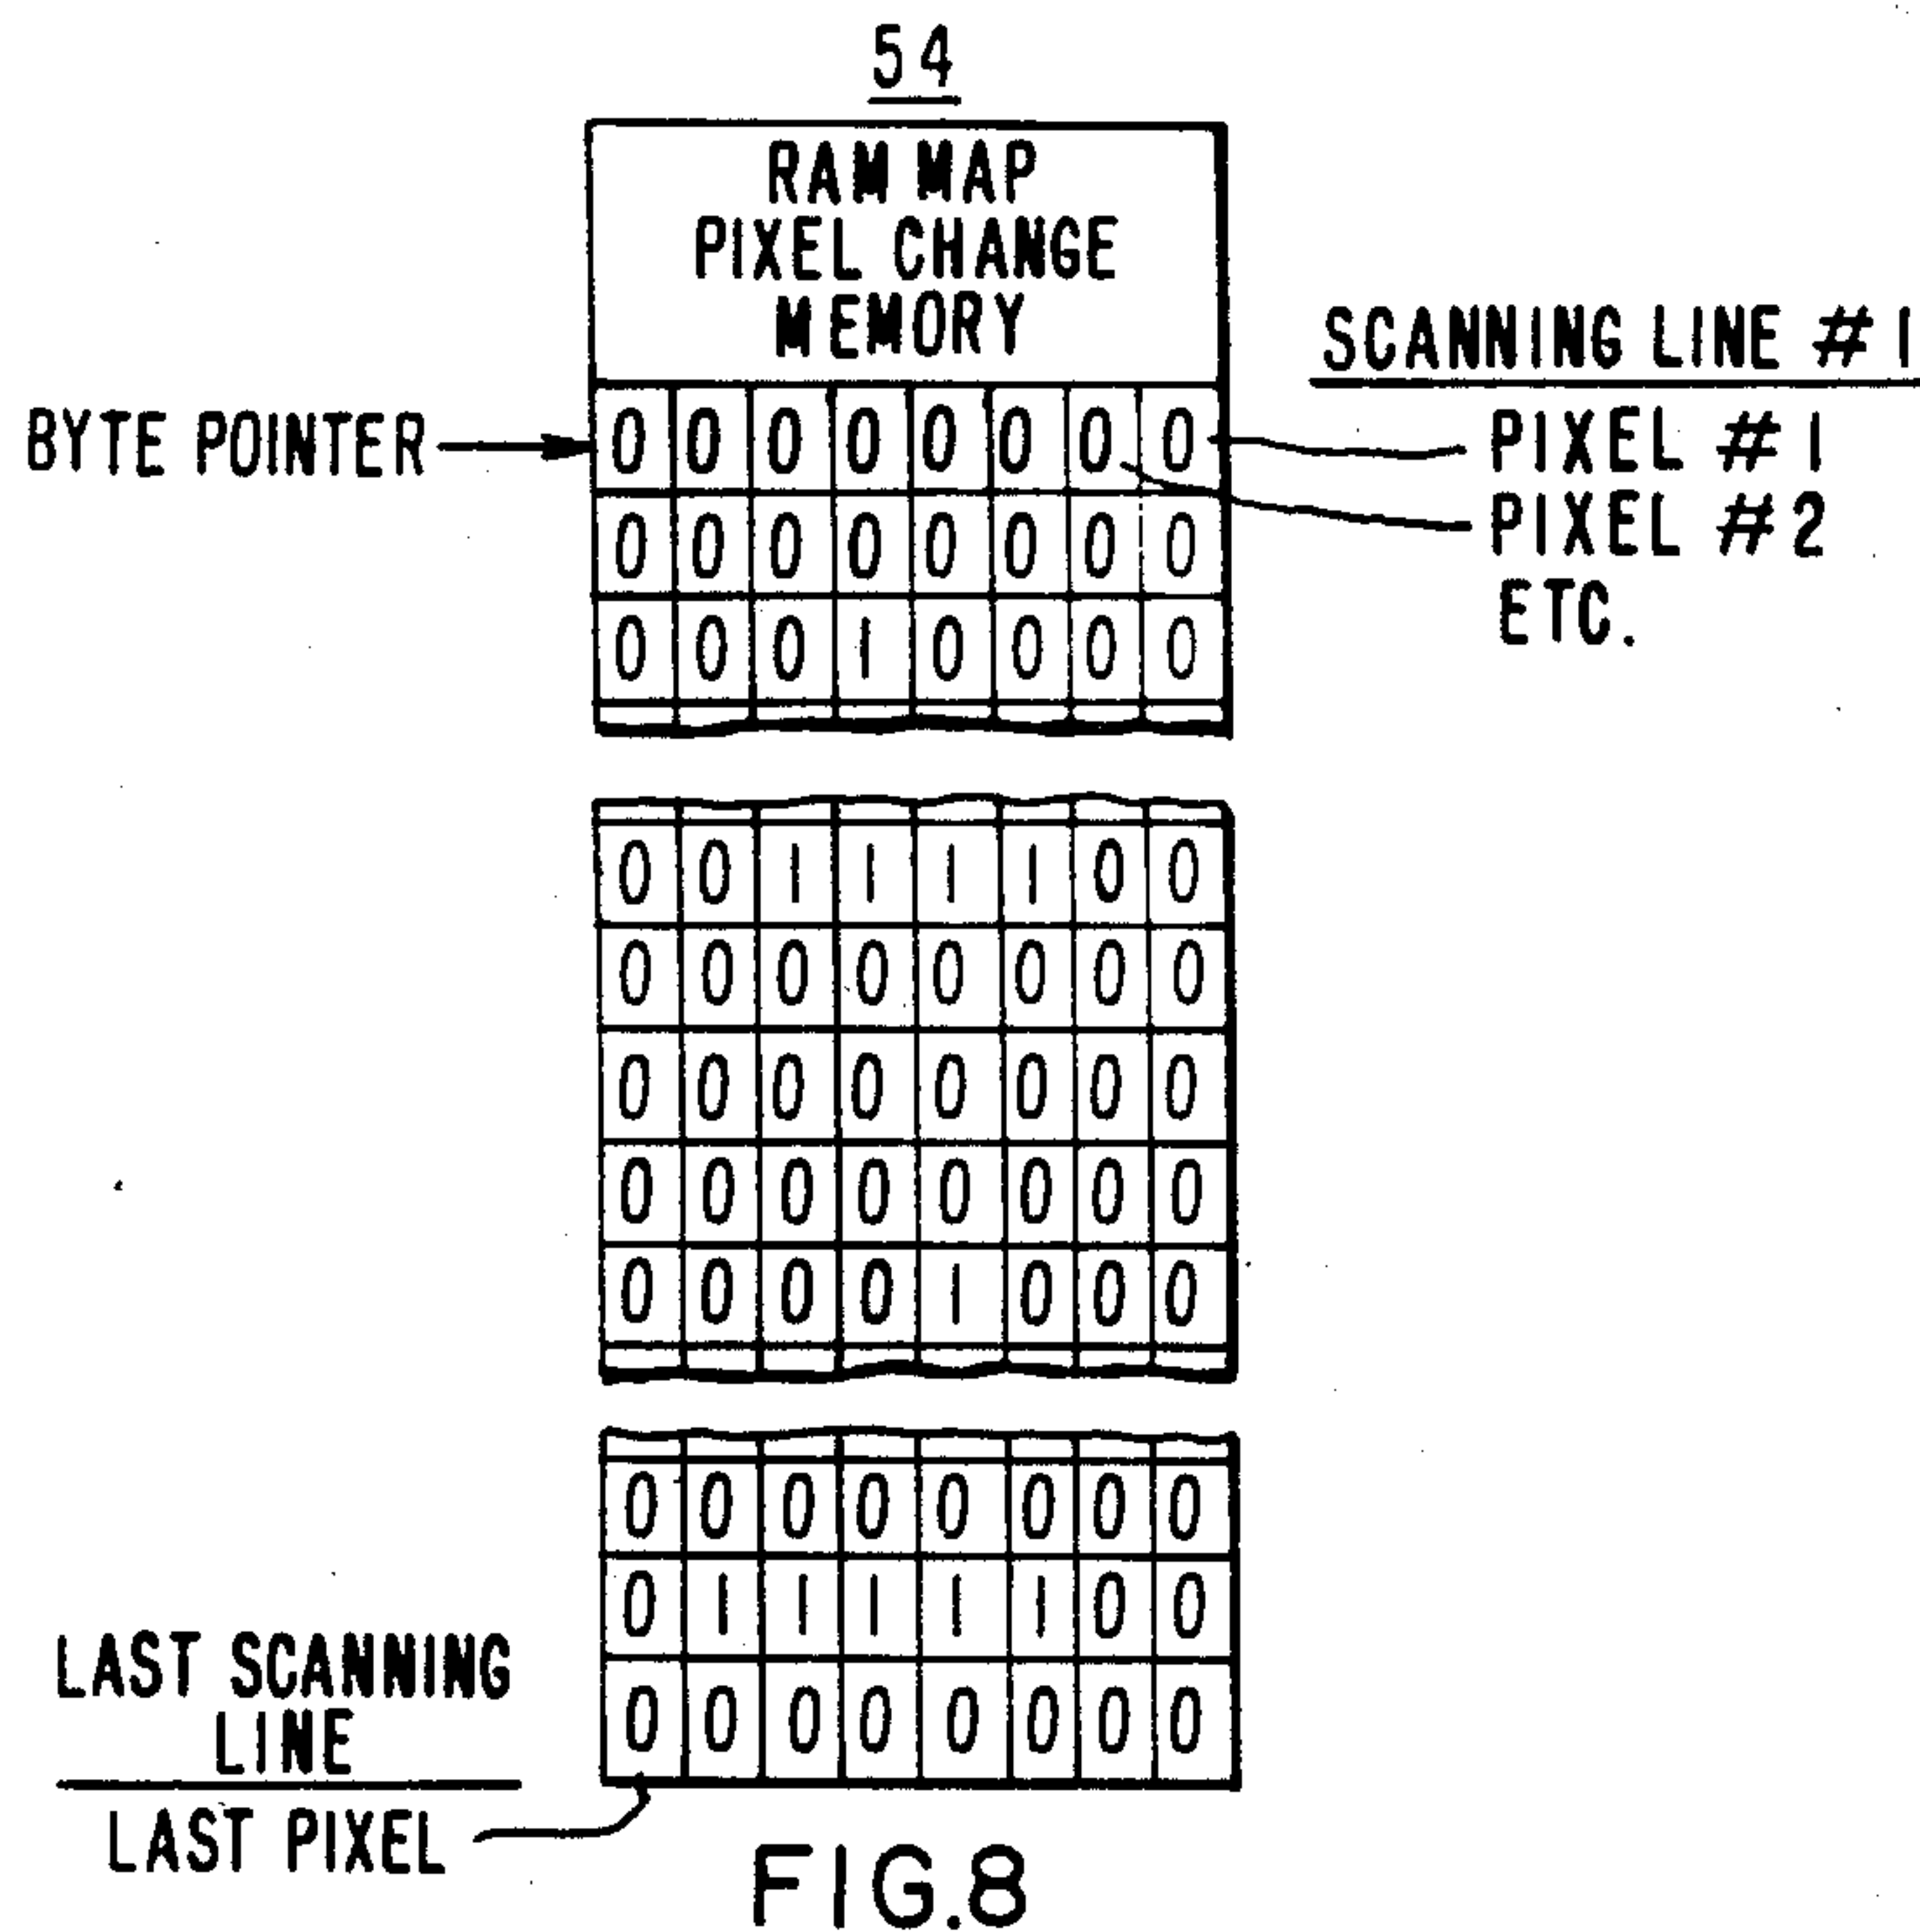 54
RAM MAP
PIXEL CHANGE
MEMORY
SCANNING LINE #1
BYTE POINTER
0 0 0 0 0 0 0 0
PIXEL #1
PIXEL #2
0 0 0 0 0 0 0 0
ETC.
0 0 0 1 0 0 0 0
0 0 1 1 1 1 0 0
0 0 0 0 0 0 0 0
0 0 0 0 0 0 0 0
0 0 0 0 0 0 0 0
0 0 0 0 1 0 0 0
0 0 0 0 0 0 0 0
0 1 1 1 1 1 0 0
0 0 0 0 0 0 0 0
LAST SCANNING
LINE
LAST PIXEL
FIG.8